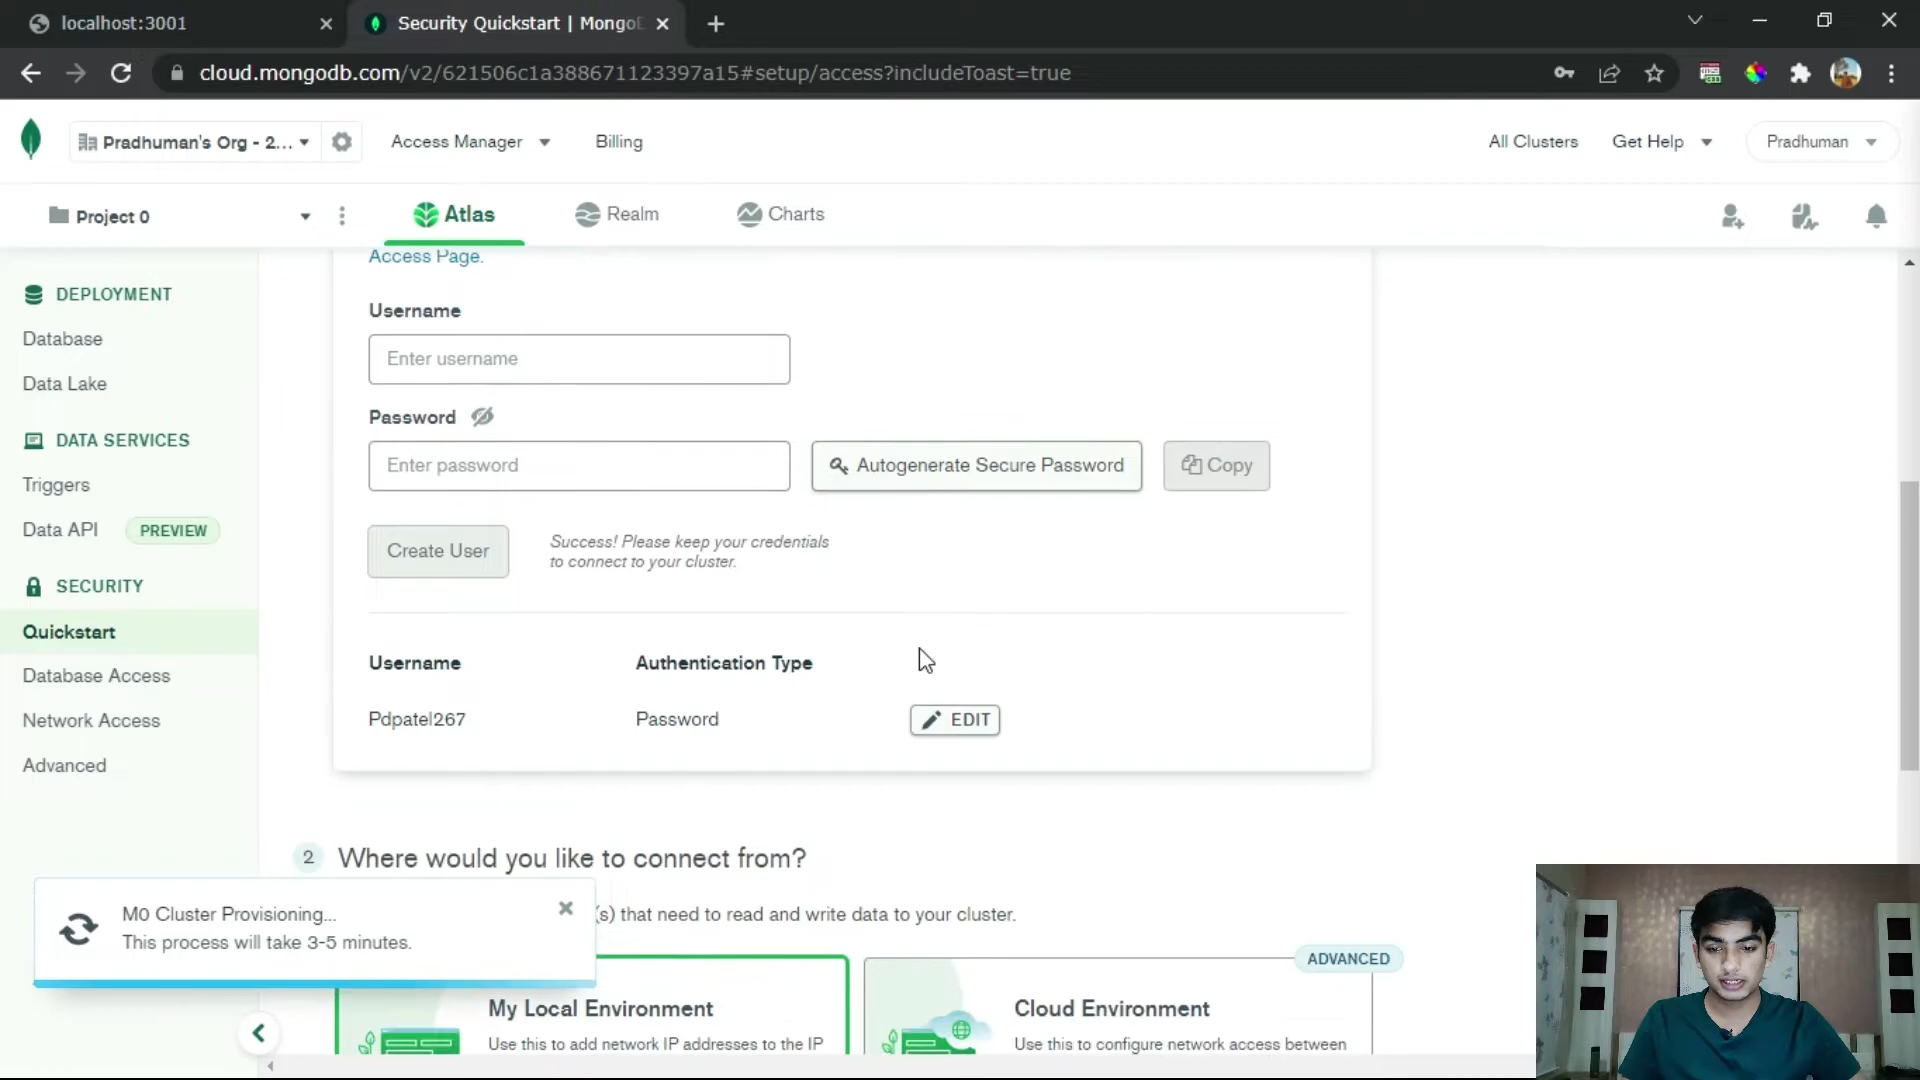 localhost:3001
Security Quickstart | MongoD
cloud.mongodb.com/v2/621506c1a388671123397a15#setup/access?includeToast=true
Pradhuman's Org - 2...
Access Manager
Billing
All Clusters
Get Help
Pradhuman
Project 0
Atlas
Realm
Charts
DEPLOYMENT
Database
Data Lake
DATA SERVICES
Triggers
Data API
PREVIEW
SECURITY
Quickstart
Database Access
Network Access
Advanced
Access Page.
Username
Enter username
Password
Enter password
Autogenerate Secure Password
Copy
Create User
Success! Please keep your credentials
to connect to your cluster.
Username
Authentication Type
Pdpatel267
Password
EDIT
2
Where would you like to connect from?
(s) that need to read and write data to your cluster.
M0 Cluster Provisioning...
This process will take 3-5 minutes.
My Local Environment
Use this to add network IP addresses to the IP
ADVANCED
Cloud Environment
Use this to configure network access between